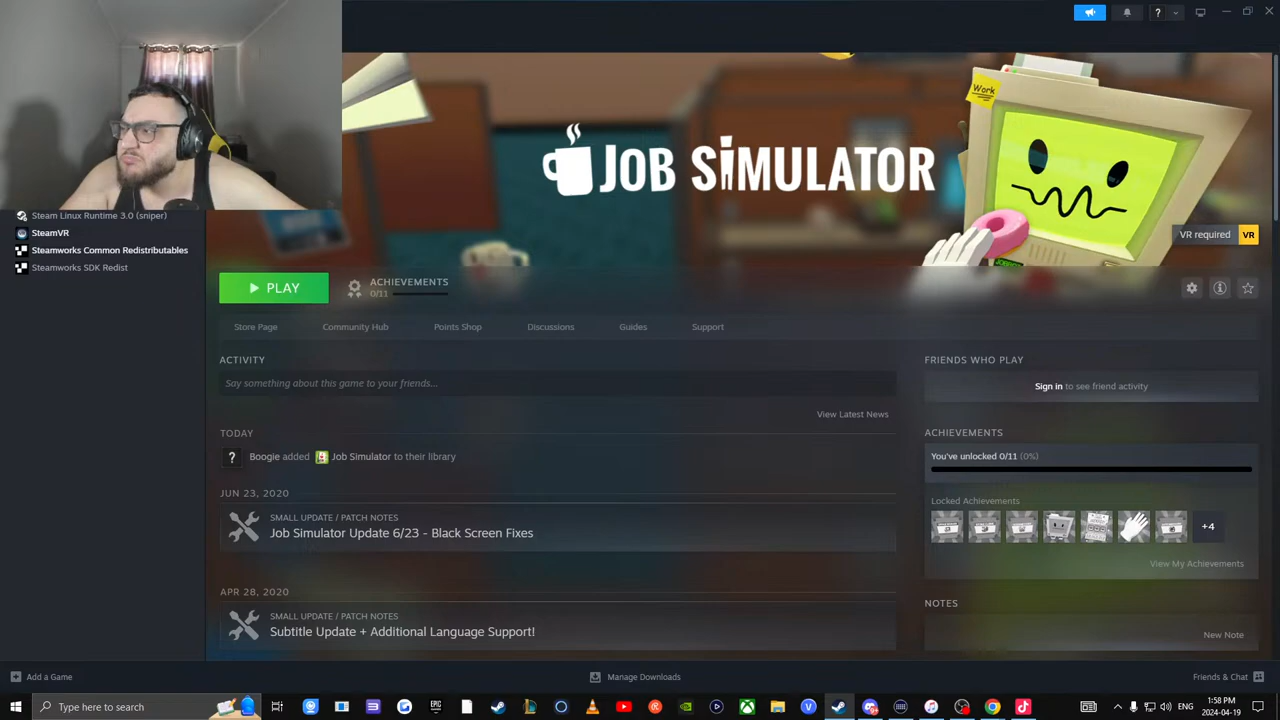 Work
JOB SiMULATOR
VR required
VR
Steam Linux Runtime 3.0 (sniper)
SteamVR
Steamworks Common Redistributables
Steamworks SDK Redist
PLAY
ACHIEVEMENTS
0/11
Store Page
Community Hub
Points Shop
Discussions
Guides
Support
ACTIVITY
Say something about this game to your friends...
View Latest News
TODAY
? Boogie added Job Simulator to their library
JUN 23, 2020
SMALL UPDATE / PATCH NOTES
Job Simulator Update 6/23 - Black Screen Fixes
APR 28, 2020
SMALL UPDATE / PATCH NOTES
Subtitle Update + Additional Language Support!
FRIENDS WHO PLAY
Sign in to see friend activity
ACHIEVEMENTS
You've unlocked 0/11 (0%)
Locked Achievements
+4
View My Achievements
NOTES
New Note
Add a Game
Manage Downloads
Friends & Chat
Type here to search
ENG
1:58 PM
2024-04-19